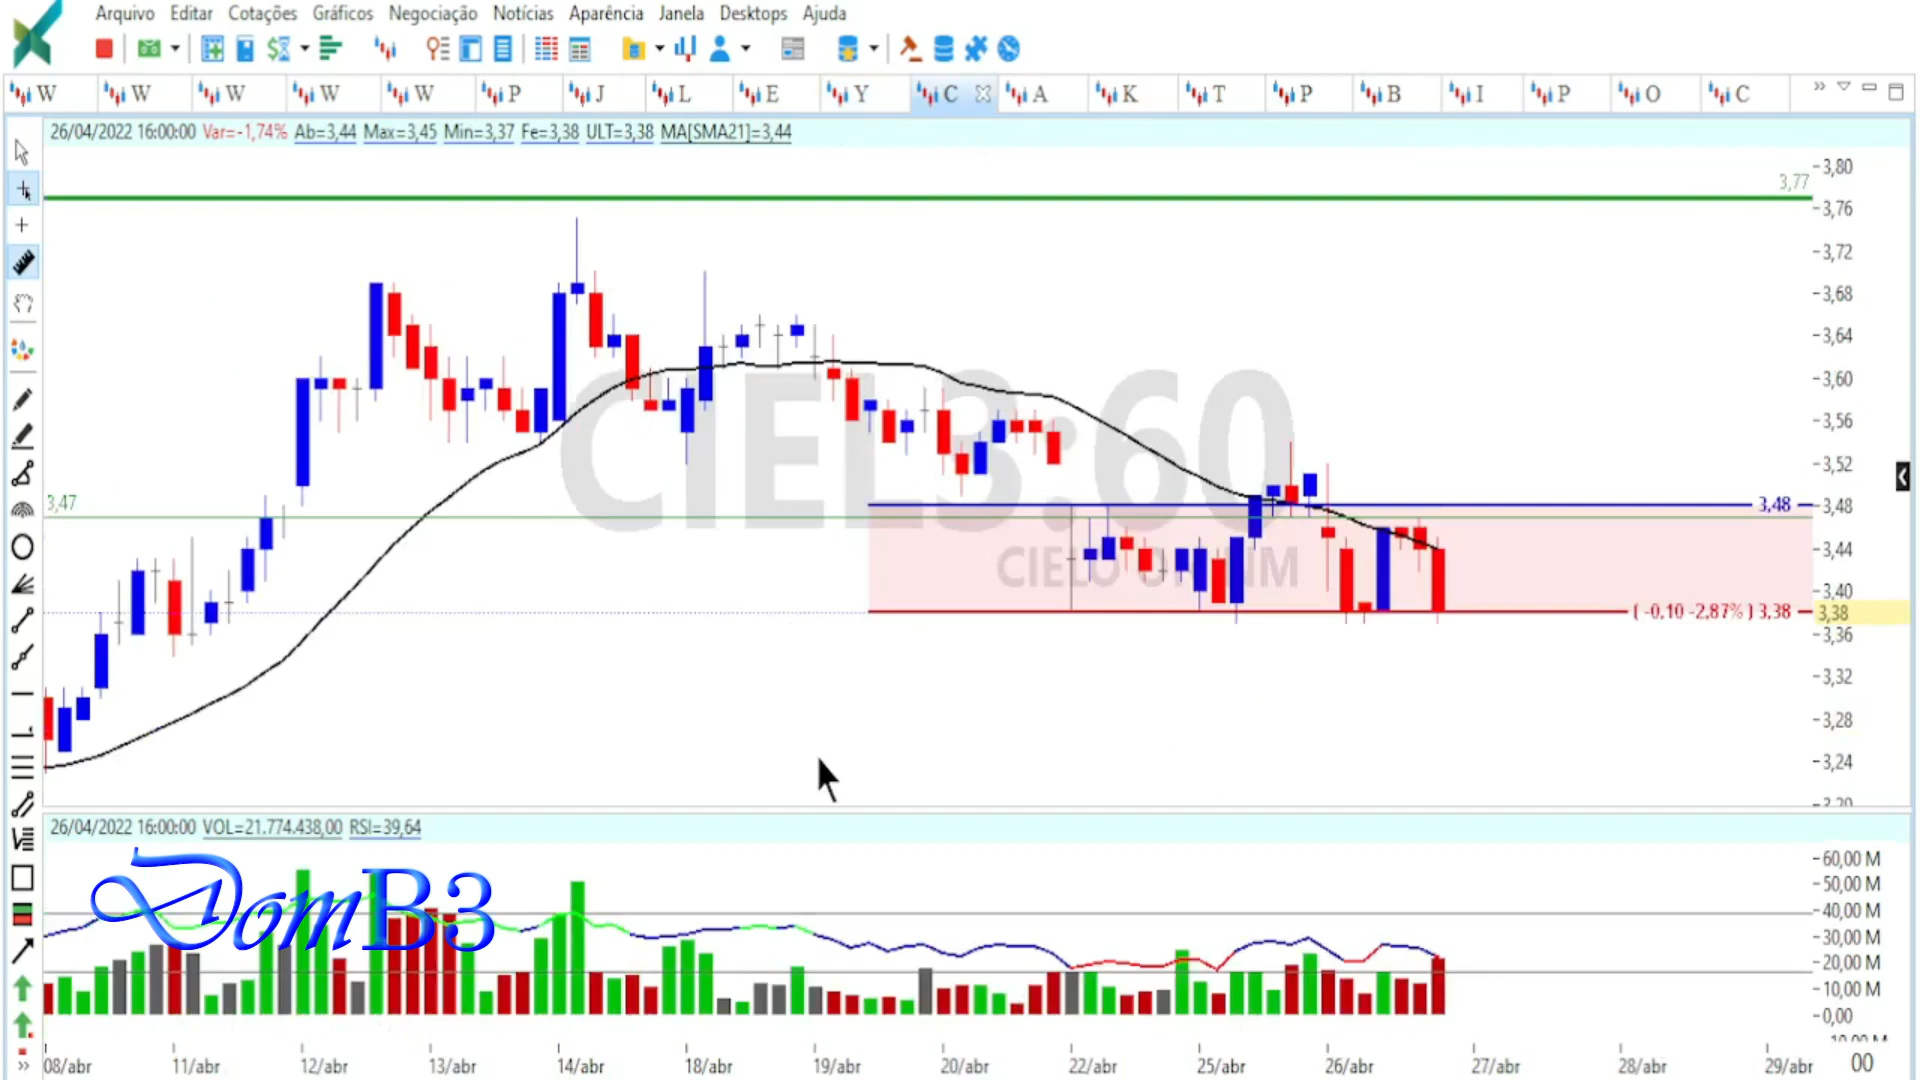 Arquivo Editar Cotações Gráficos Negociação Notícias Aparência Janela Desktops Ajuda
W W W W W P J L E Y C A K T P B I P O C
26/04/2022 16:00:00 Var=-1,74% Ab=3,44 Max=3,45 Min=3,37 Fe=3,38 ULT=3,38 MA[SMA21]=3,44
3,80
3,77
3,76
3,72
3,68
3,64
3,60
3,56
CIEL3:60
3,52
3,47
3,48 3,48
3,44
CIELO ON NM
3,40
( -0,10 -2,87% ) 3,38 3,38
3,36
3,32
3,28
3,24
3,20
26/04/2022 16:00:00 VOL=21.774.438,00 RSI=39,64
60,00 M
50,00 M
DomB3
40,00 M
30,00 M
20,00 M
10,00 M
0,00
08/abr 11/abr 12/abr 13/abr 14/abr 18/abr 19/abr 20/abr 22/abr 25/abr 26/abr 27/abr 28/abr 29/abr 00